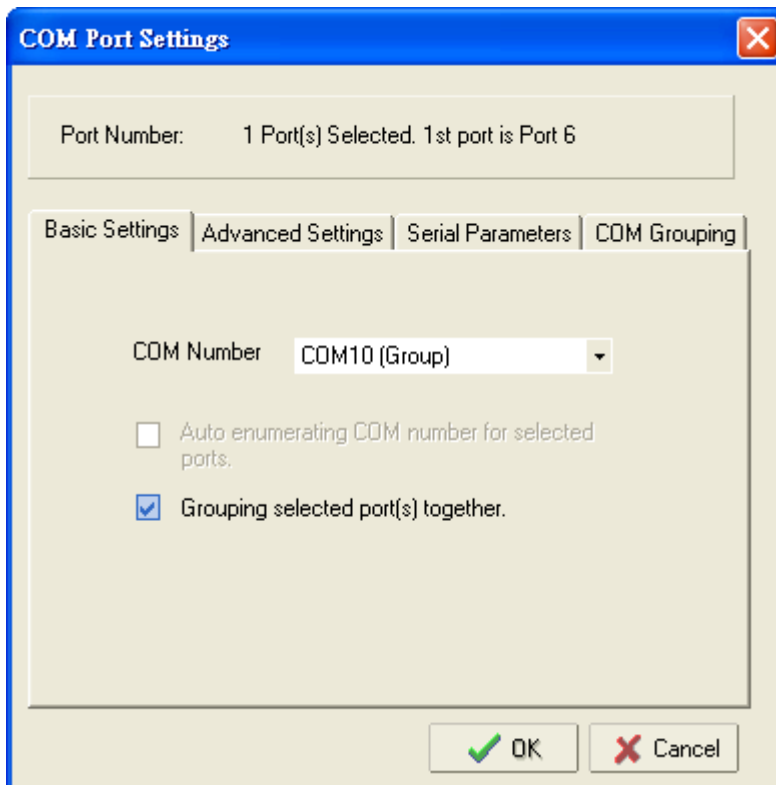 COM Port Settings
Port Number: 1 Port(s) Selected. 1st port is Port 6
Basic Settings Advanced Settings Serial Parameters COM Grouping
COM Number COM10 (Group)
Auto enumerating COM number for selected
ports.
Grouping selected port(s) together.
OK Cancel